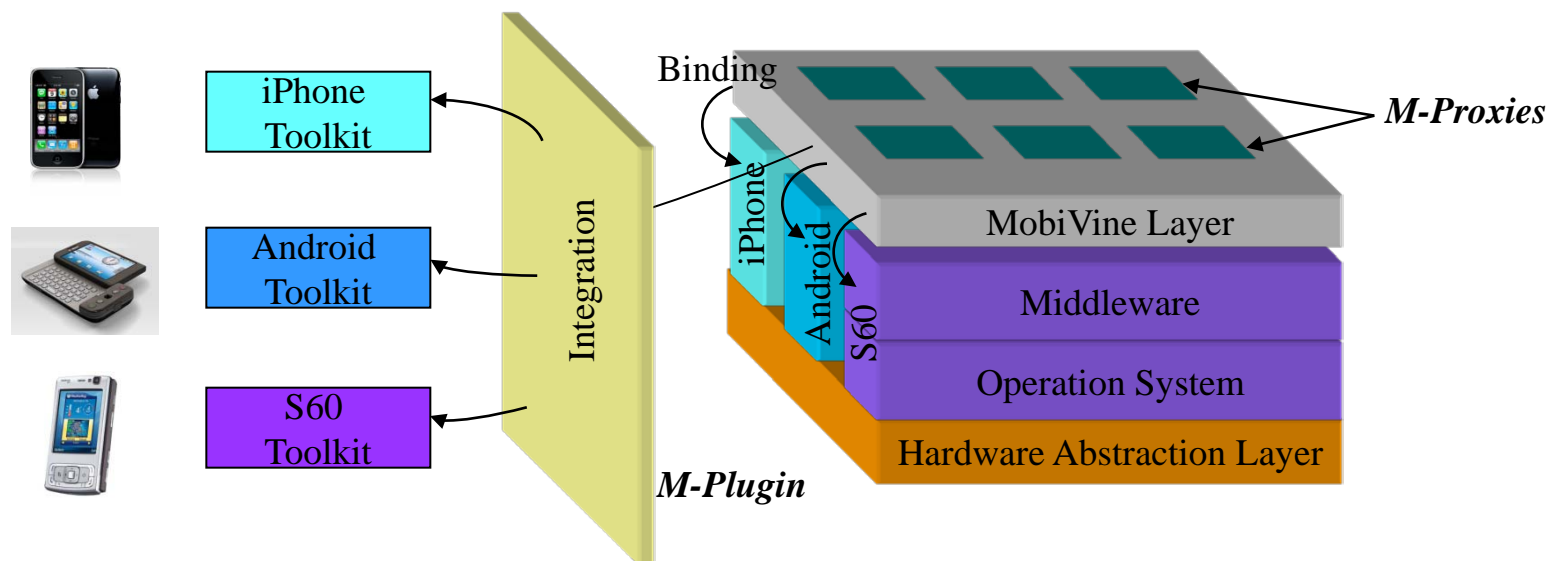 iPhone
Toolkit
Android
Toolkit
S60
Toolkit
Integration
M-Plugin
Binding
iPhone
Android
S60
M-Proxies
MobiVine Layer
Middleware
Operation System
Hardware Abstraction Layer